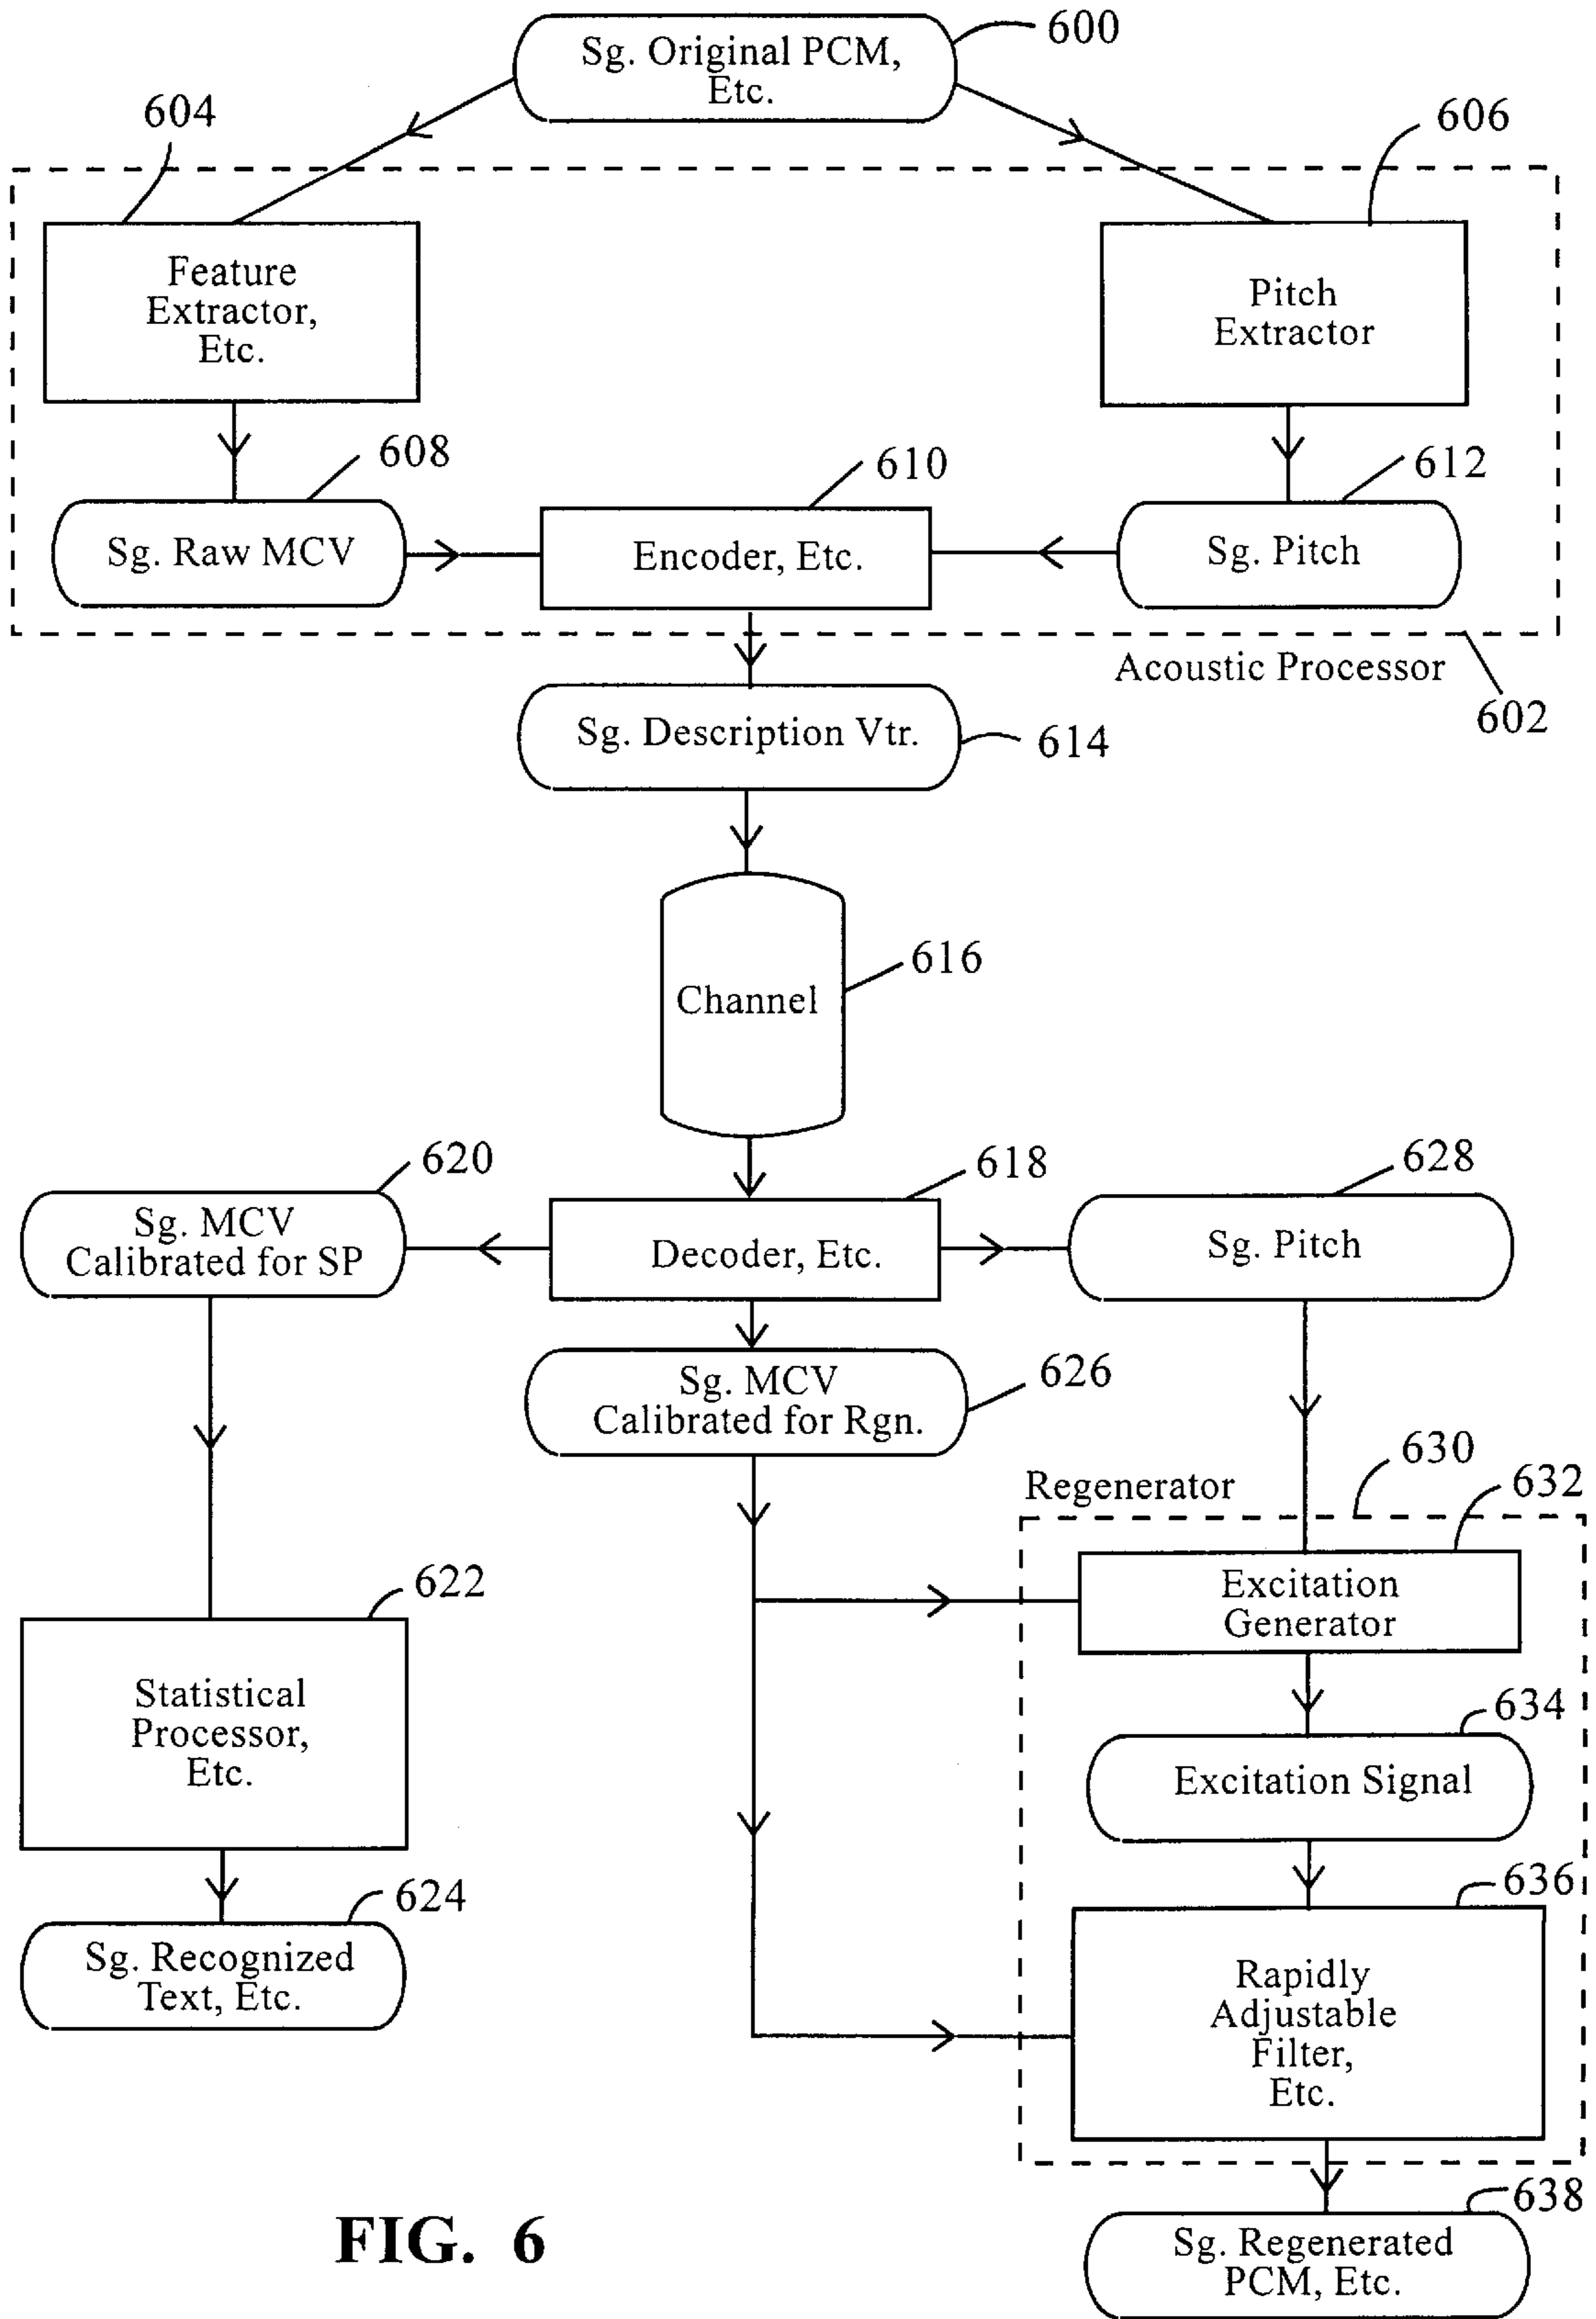 600
Sg. Original PCM,
Etc.
604
606
Feature
Extractor,
Etc.
Pitch
Extractor
608
610
612
Sg. Raw MCV
Encoder, Etc.
Sg. Pitch
Acoustic Processor
602
Sg. Description Vtr.
614
616
Channel
620
618
628
Sg. MCV
Calibrated for SP
Decoder, Etc.
Sg. Pitch
Sg. MCV
Calibrated for Rgn.
626
630
Regenerator
632
Excitation
Generator
622
Statistical
Processor,
Etc.
634
Excitation Signal
624
636
Sg. Recognized
Text, Etc.
Rapidly
Adjustable
Filter,
Etc.
638
Sg. Regenerated
PCM, Etc.
FIG. 6